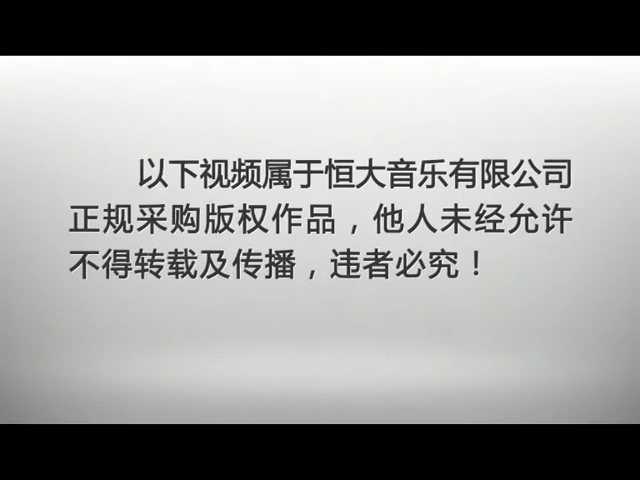 以下视频属于恒大音乐有限公司
正规采购版权作品，他人未经允许
不得转载及传播，违者必究！